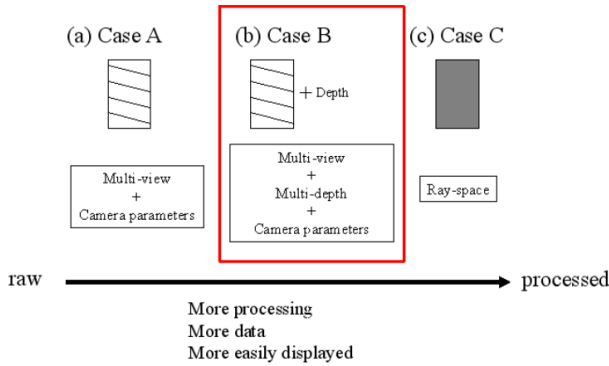 (a) Case A
(b) Case B
(c) Case C
+ Depth
Multi-view
+
Camera parameters
Multi-view
+
Multi-depth
+
Camera parameters
Ray-space
raw
processed
More processing
More data
More easily displayed